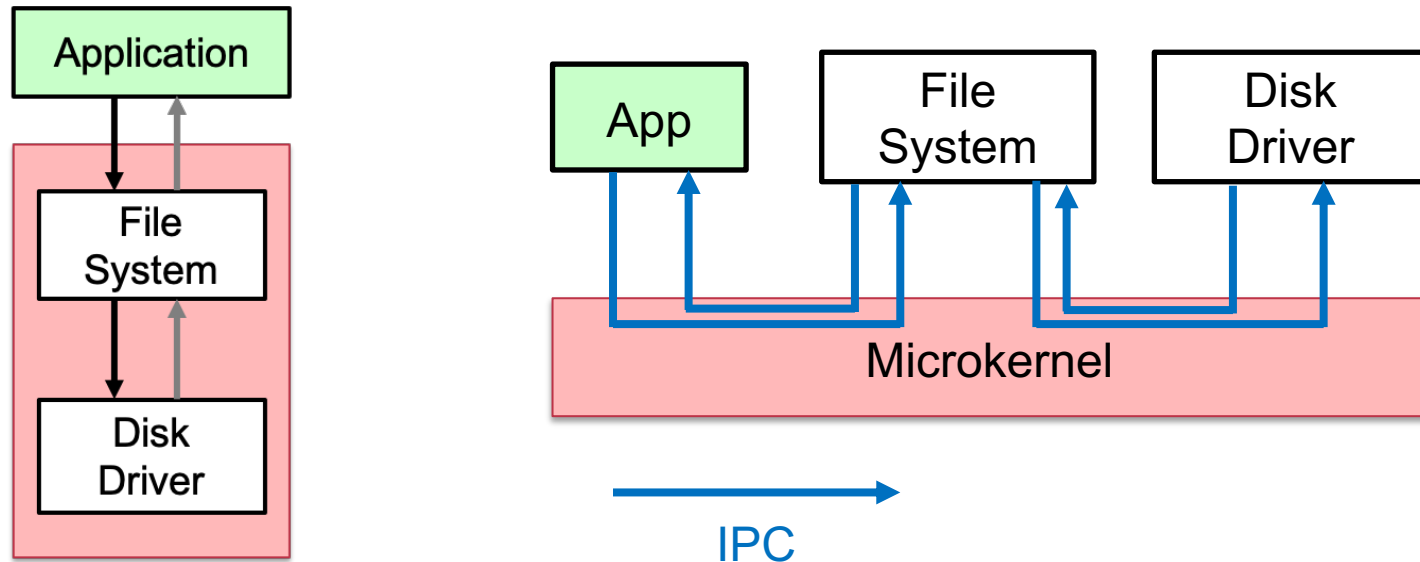 Application
File
System
Disk
Driver
App
File
System
Disk
Driver
Microkernel
IPC